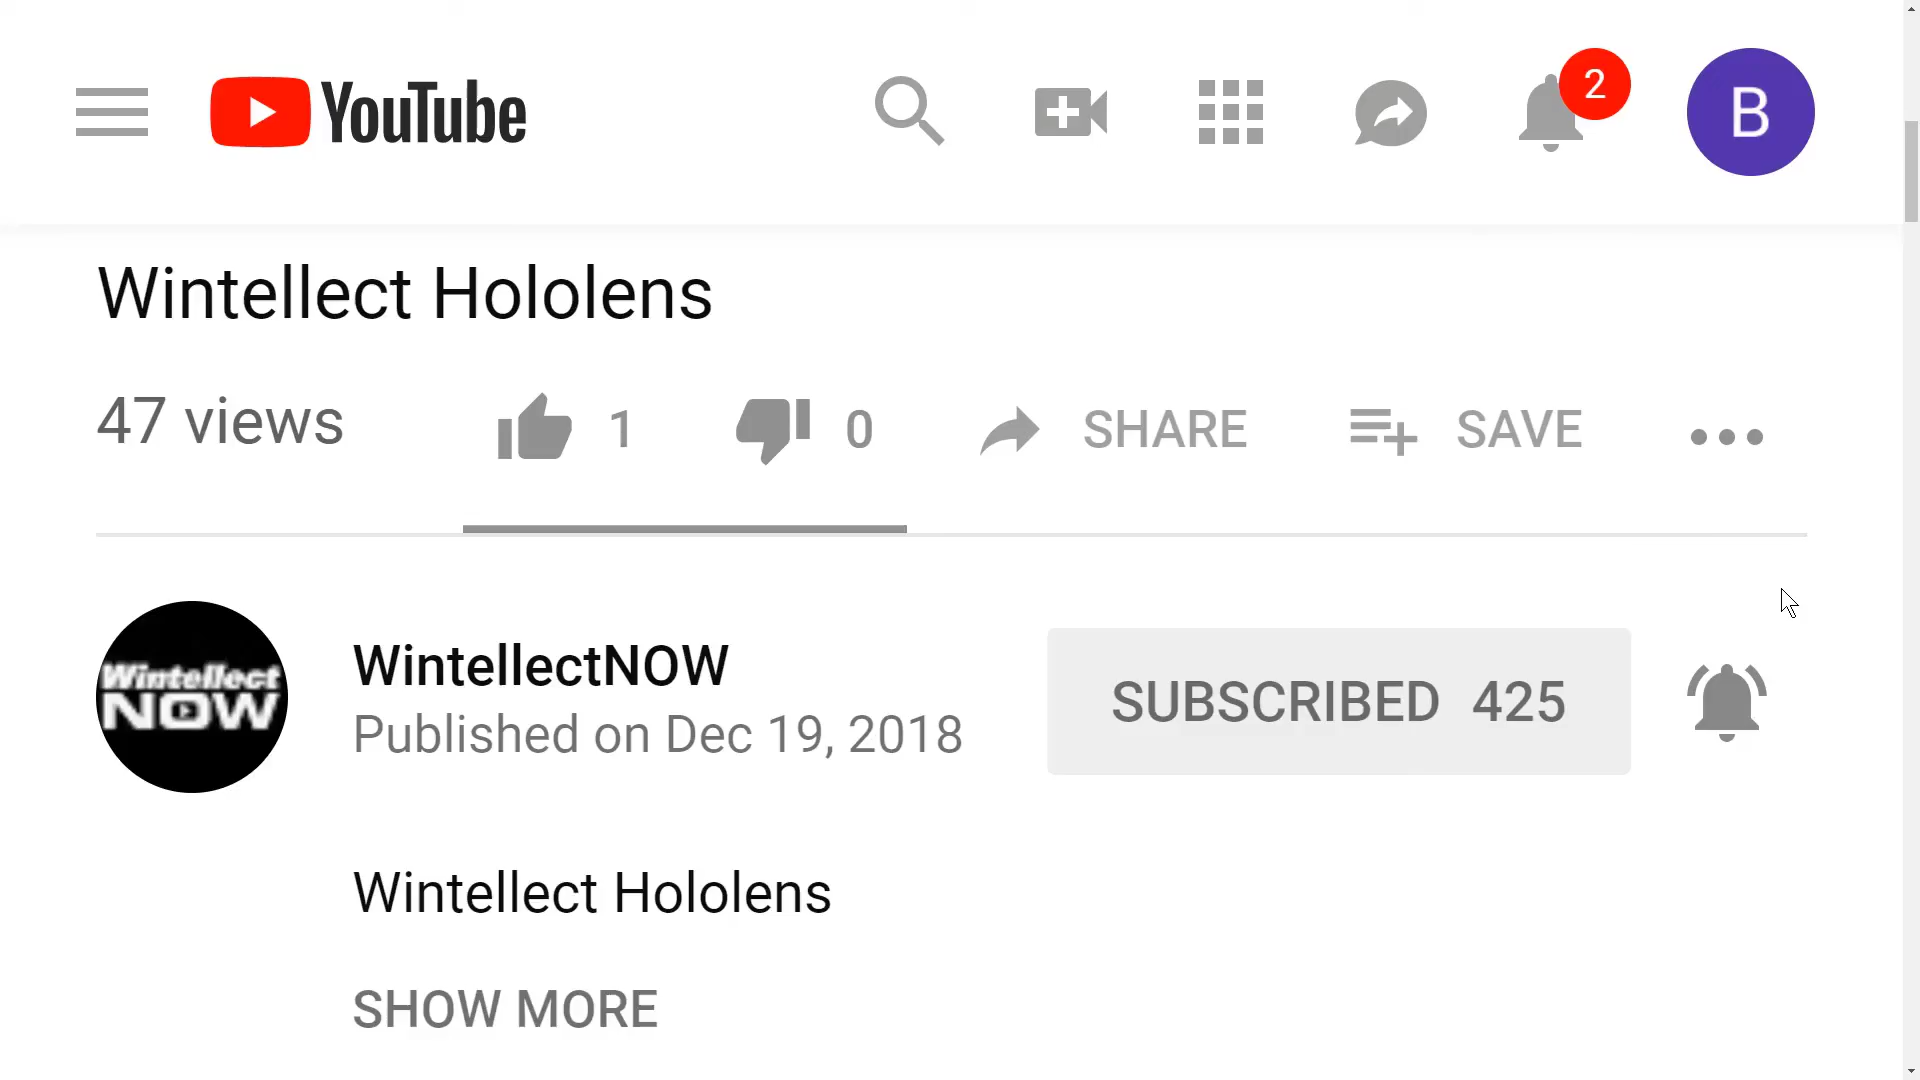 YouTube
2
B
Wintellect Hololens
47 views 1 0 SHARE SAVE
Wintellect
NOW
WintellectNOW
Published on Dec 19, 2018
SUBSCRIBED 425
Wintellect Hololens
SHOW MORE